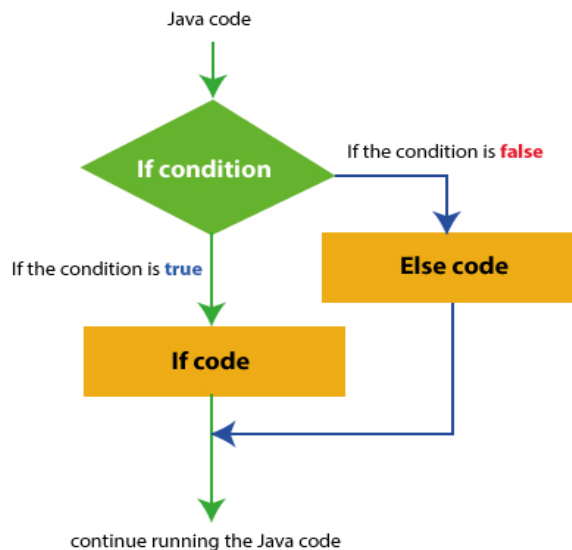 Java code
If condition
If the condition is false
If the condition is true
Else code
If code
continue running the Java code